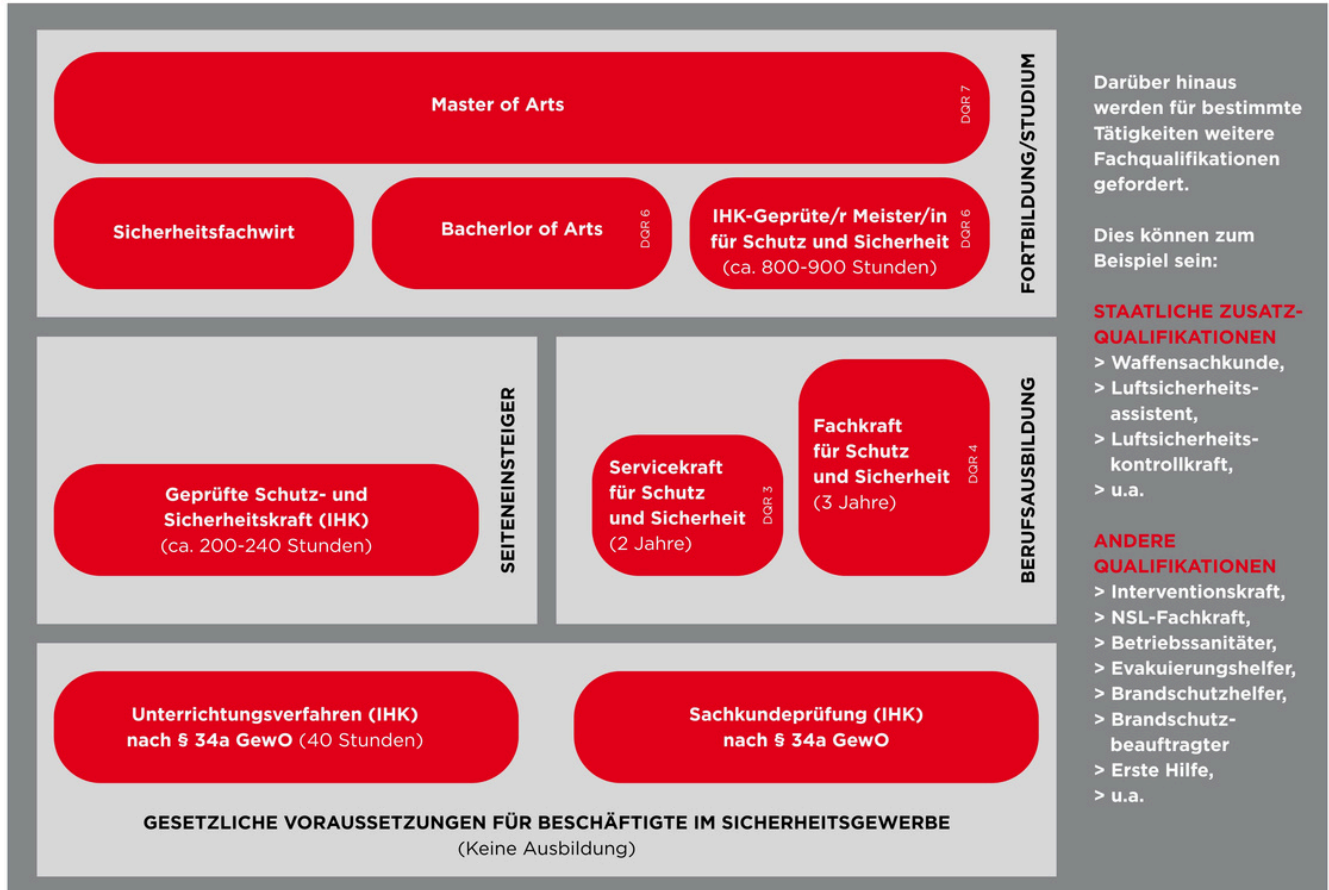 Master of Arts
DQR 7
Sicherheitsfachwirt
Bacherlor of Arts
DQR 6
IHK-Geprüte/r Meister/in
für Schutz und Sicherheit
(ca. 800-900 Stunden)
DQR 6
FORTBILDUNG/STUDIUM
Geprüfte Schutz- und
Sicherheitskraft (IHK)
(ca. 200-240 Stunden)
SEITENEINSTEIGER
Servicekraft
für Schutz
und Sicherheit
(2 Jahre)
DQR 3
Fachkraft
für Schutz
und Sicherheit
(3 Jahre)
DQR 4
BERUFSAUSBILDUNG
Unterrichtungsverfahren (IHK)
nach § 34a GewO (40 Stunden)
Sachkundeprüfung (IHK)
nach § 34a GewO
GESETZLICHE VORAUSSETZUNGEN FÜR BESCHÄFTIGTE IM SICHERHEITSGEWERBE
(Keine Ausbildung)
Darüber hinaus
werden für bestimmte
Tätigkeiten weitere
Fachqualifikationen
gefordert.
Dies können zum
Beispiel sein:
STAATLICHE ZUSATZ-
QUALIFIKATIONEN
> Waffensachkunde,
> Luftsicherheits-
assistent,
> Luftsicherheits-
kontrollkraft,
> u.a.
ANDERE
QUALIFIKATIONEN
> Interventionskraft,
> NSL-Fachkraft,
> Betriebssanitäter,
> Evakuierungshelfer,
> Brandschutzhelfer,
> Brandschutz-
beauftragter
> Erste Hilfe,
> u.a.